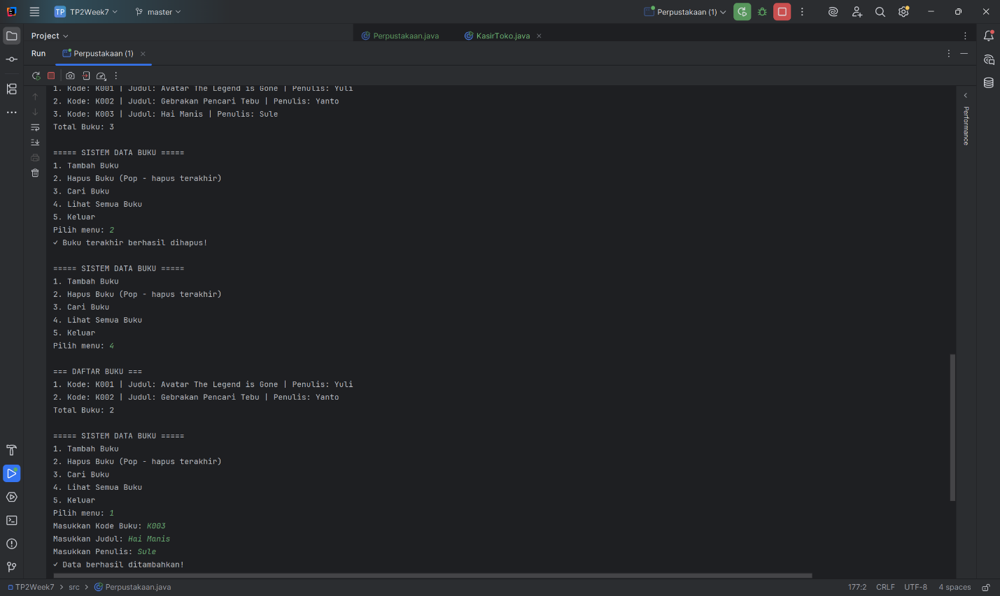 TP TP2Week7 master Perpustakaan (1)
Project Perpustakaan.java KasirToko.java
Run Perpustakaan (1)
1. Kode: K001 | Judul: Avatar The Legend is Gone | Penulis: Yuli
2. Kode: K002 | Judul: Gebrakan Pencari Tebu | Penulis: Yanto
3. Kode: K003 | Judul: Hai Manis | Penulis: Sule
Total Buku: 3
===== SISTEM DATA BUKU =====
1. Tambah Buku
2. Hapus Buku (Pop - hapus terakhir)
3. Cari Buku
4. Lihat Semua Buku
5. Keluar
Pilih menu: 2
✓ Buku terakhir berhasil dihapus!
===== SISTEM DATA BUKU =====
1. Tambah Buku
2. Hapus Buku (Pop - hapus terakhir)
3. Cari Buku
4. Lihat Semua Buku
5. Keluar
Pilih menu: 4
=== DAFTAR BUKU ===
1. Kode: K001 | Judul: Avatar The Legend is Gone | Penulis: Yuli
2. Kode: K002 | Judul: Gebrakan Pencari Tebu | Penulis: Yanto
Total Buku: 2
===== SISTEM DATA BUKU =====
1. Tambah Buku
2. Hapus Buku (Pop - hapus terakhir)
3. Cari Buku
4. Lihat Semua Buku
5. Keluar
Pilih menu: 1
Masukkan Kode Buku: K003
Masukkan Judul: Hai Manis
Masukkan Penulis: Sule
✓ Data berhasil ditambahkan!
Performance
TP2Week7 > src > Perpustakaan.java 177:2 CRLF UTF-8 4 spaces